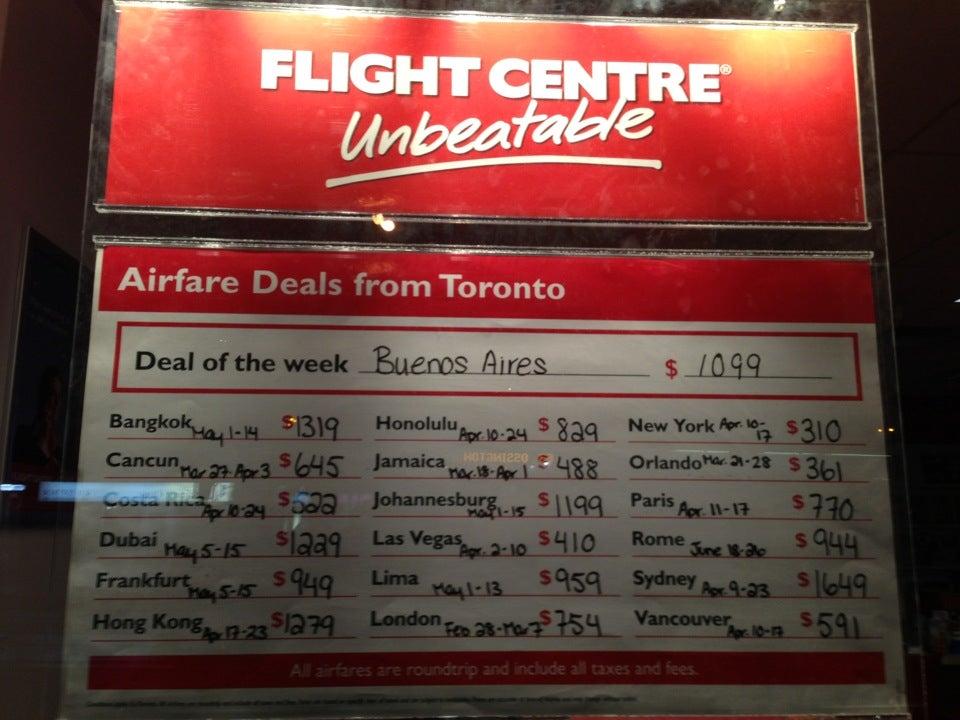 FLIGHT CENTRE®
Unbeatable
Airfare Deals from Toronto
Deal of the week Buenos Aires $ 1099
Bangkok May 1-14 $1319
Cancun Mar. 27-Apr 3 $645
Costa Rica Apr 10-24 $522
Dubai May 5-15 $1229
Frankfurt May 5-15 $949
Hong Kong Apr 17-23 $1279
Honolulu Apr. 10-24 $829
Jamaica Mar. 18-Apr 1 $488
Johannesburg May 1-15 $1199
Las Vegas Apr. 2-10 $410
Lima May 1-13 $959
London Feb 28-Mar 7 $754
New York Apr. 10-17 $310
Orlando Mar. 21-28 $361
Paris Apr. 11-17 $770
Rome June 18-26 $944
Sydney Apr. 9-23 $1649
Vancouver Apr. 10-17 $591
All airfares are roundtrip and include all taxes and fees.